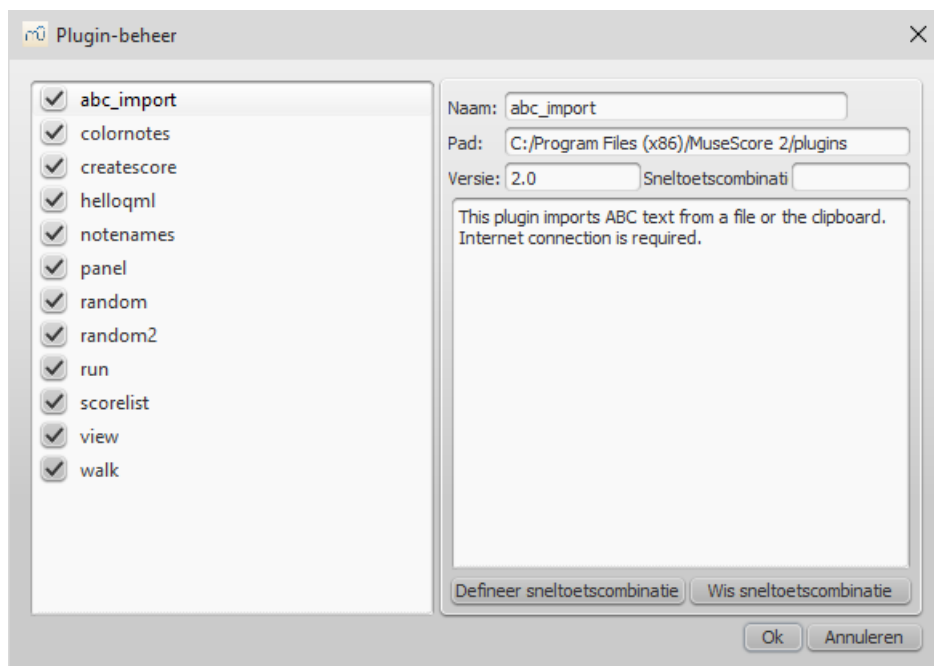 Plugin-beheer
abc_import
colornotes
createscore
helloqml
notenames
panel
random
random2
run
scorelist
view
walk
Naam: abc_import
Pad: C:/Program Files (x86)/MuseScore 2/plugins
Versie: 2.0 Sneltoetscombinati
This plugin imports ABC text from a file or the clipboard.
Internet connection is required.
Defineer sneltoetscombinatie Wis sneltoetscombinatie
Ok Annuleren